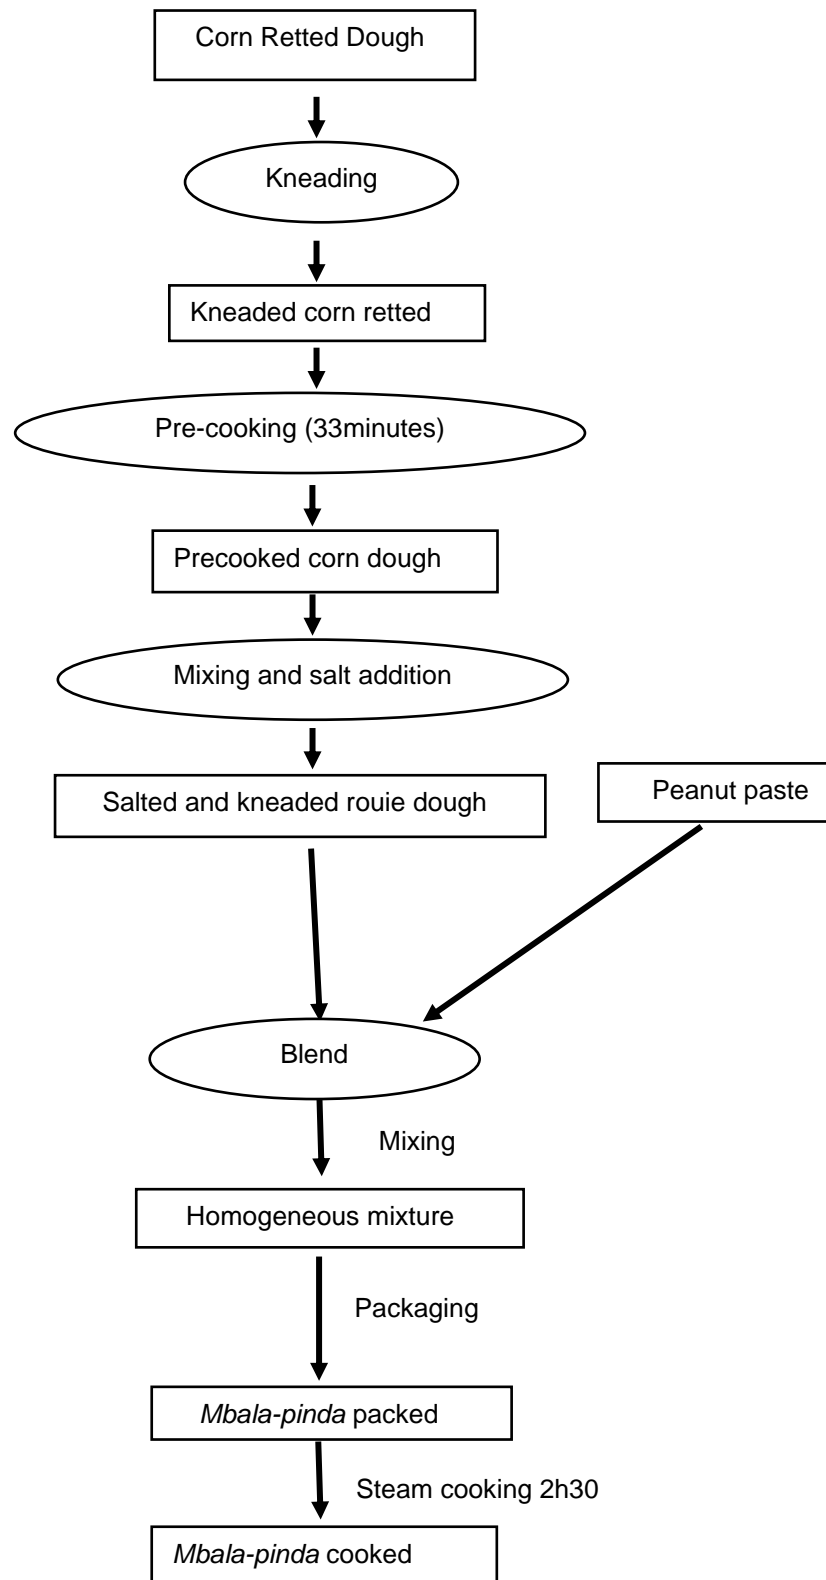 Corn Retted Dough
Kneading
Kneaded corn retted
Pre-cooking (33minutes)
Precooked corn dough
Mixing and salt addition
Salted and kneaded rouie dough
Peanut paste
Blend
Mixing
Homogeneous mixture
Packaging
Mbala-pinda packed
Steam cooking 2h30
Mbala-pinda cooked